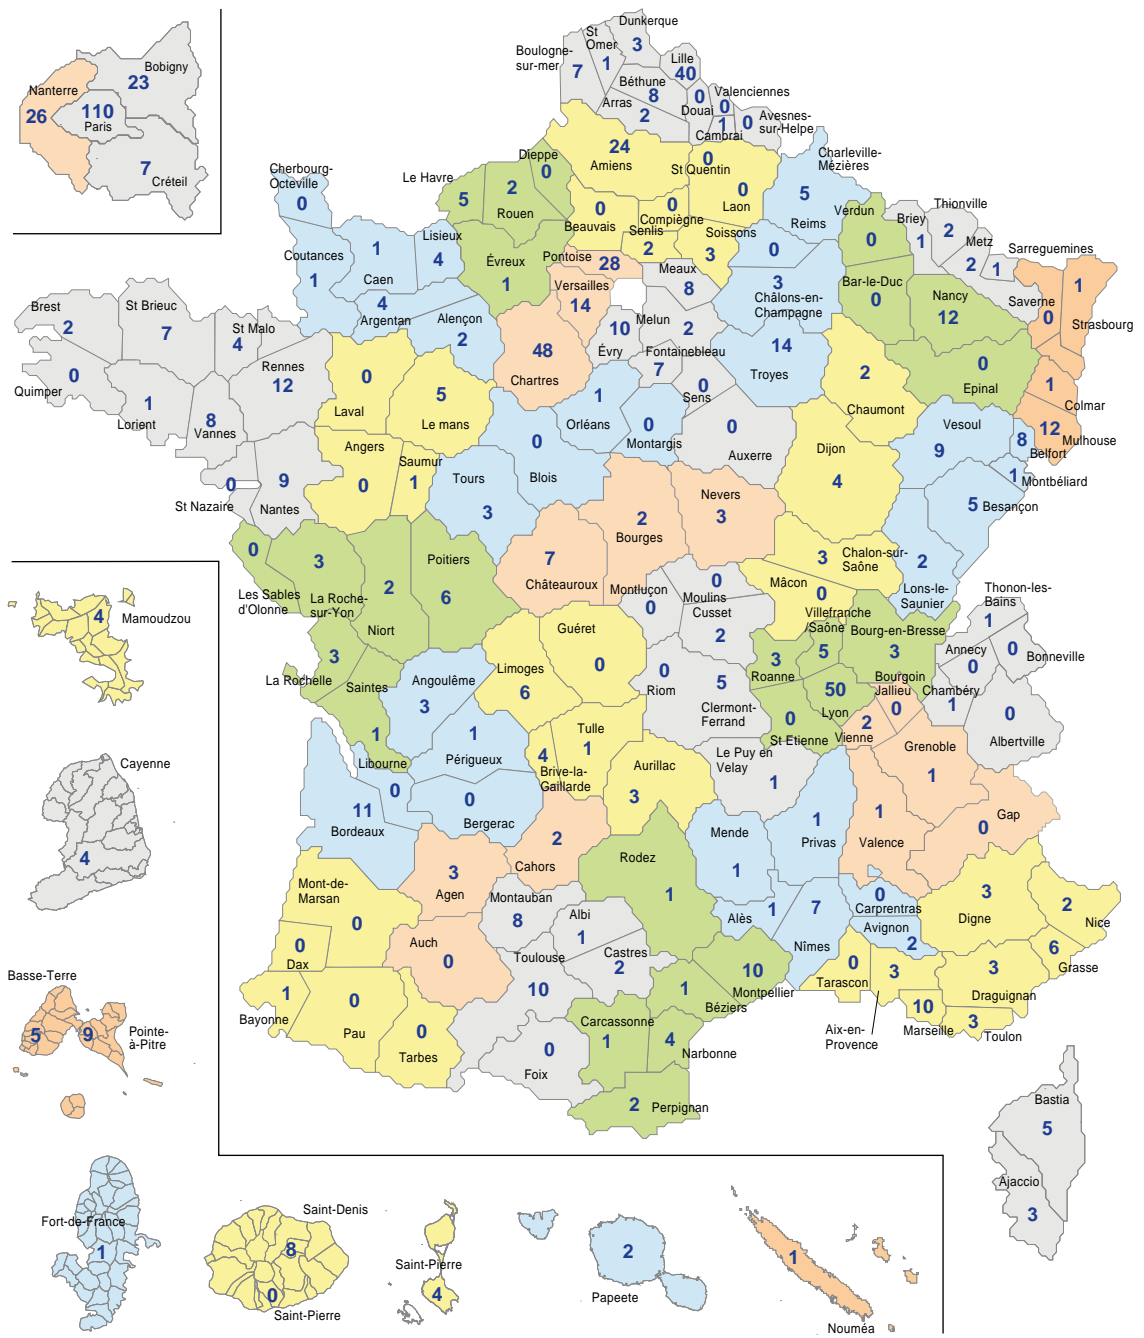 Nanterre
26
Bobigny
23
110
Paris
7
Créteil
Dunkerque
3
St
Omer
1
Boulogne-
sur-mer
7
Lille
40
Béthune
8
Arras
2
Douai
0
Valenciennes
0
Cambrai
1
Avesnes-
sur-Helpe
0
24
Amiens
St Quentin
0
0
Laon
Charleville-
Mézières
5
Reims
0
Dieppe
0
Le Havre
5
2
Rouen
0
Beauvais
Compiègne
0
Senlis
2
Soissons
3
Cherbourg-
Octeville
0
Coutances
1
1
Caen
Lisieux
4
4
Argentan
Alençon
2
Évreux
1
Pontoise
28
Versailles
14
Meaux
8
3
Châlons-en-
Champagne
Verdun
0
Bar-le-Duc
0
Briey
1
Thionville
2
Metz
2
Sarreguemines
1
Saverne
0
1
Strasbourg
Nancy
12
0
Epinal
1
Colmar
12
Mulhouse
Brest
2
St Brieuc
7
St Malo
4
Rennes
12
0
Quimper
1
Lorient
8
Vannes
0
Laval
5
Le mans
48
Chartres
10
Évry
Melun
2
Fontainebleau
7
0
Sens
14
Troyes
2
Chaumont
Vesoul
9
8
Belfort
1
Montbéliard
1
Orléans
0
Montargis
0
Auxerre
0
Blois
Angers
0
Saumur
1
Tours
3
0
St Nazaire
9
Nantes
Dijon
4
5
Besançon
Nevers
3
2
Bourges
7
Châteauroux
0
Les Sables
d'Olonne
3
La Roche-
sur-Yon
2
Niort
Poitiers
6
3
Chalon-sur-
Saône
Mâcon
0
2
Lons-le-
Saunier
Montluçon
0
0
Moulins
Cusset
2
Villefranche
/Saône
5
Bourg-en-Bresse
3
Thonon-les-
Bains
1
0
Bonneville
Annecy
0
Chambéry
1
0
Albertville
Mamoudzou
4
3
La Rochelle
Saintes
1
Angoulême
3
Limoges
6
Guéret
0
0
Riom
5
Clermont-
Ferrand
3
Roanne
50
Lyon
0
St Etienne
Bourgoin
Jallieu
0
2
Vienne
Grenoble
1
1
Périgueux
4
Brive-la-
Gaillarde
Tulle
1
Aurillac
3
Le Puy en
Velay
1
Libourne
0
11
Bordeaux
0
Bergerac
2
Cahors
3
Agen
Rodez
1
Mende
1
1
Privas
1
Valence
0
Gap
Cayenne
4
Mont-de-
Marsan
0
0
Dax
1
Bayonne
0
Pau
0
Tarbes
Auch
0
Montauban
8
Albi
1
Castres
2
Toulouse
10
0
Foix
Carcassonne
1
1
Béziers
10
Montpellier
4
Narbonne
2
Perpignan
Alès
1
7
Nîmes
0
Carprentras
Avignon
2
3
Digne
2
Nice
6
Grasse
0
Tarascon
3
Aix-en-
Provence
10
Marseille
3
Draguignan
3
Toulon
Basse-Terre
5
9
Pointe-
à-Pitre
Bastia
5
Ajaccio
3
Fort-de-France
1
Saint-Denis
8
0
Saint-Pierre
Saint-Pierre
4
2
Papeete
1
Nouméa